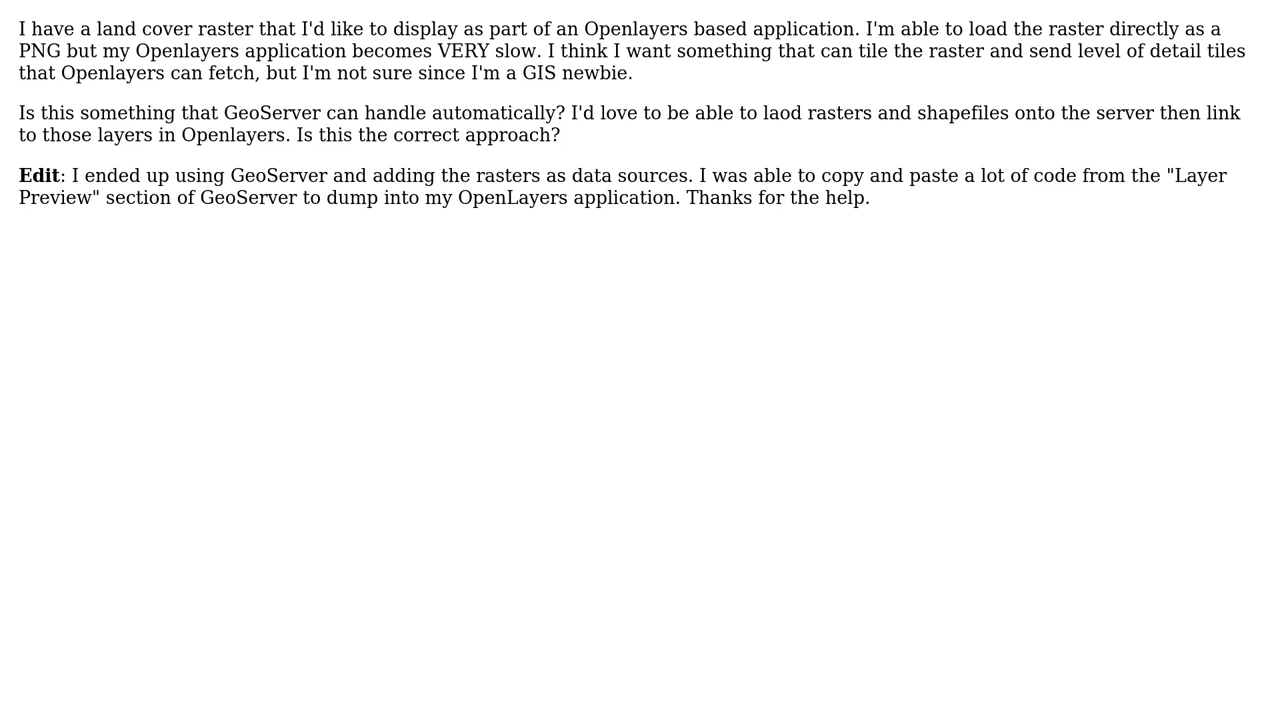 I have a land cover raster that I'd like to display as part of an Openlayers based application. I'm able to load the raster directly as a
PNG but my Openlayers application becomes VERY slow. I think I want something that can tile the raster and send level of detail tiles
that Openlayers can fetch, but I'm not sure since I'm a GIS newbie.
Is this something that GeoServer can handle automatically? I'd love to be able to laod rasters and shapefiles onto the server then link
to those layers in Openlayers. Is this the correct approach?
Edit: I ended up using GeoServer and adding the rasters as data sources. I was able to copy and paste a lot of code from the "Layer
Preview" section of GeoServer to dump into my OpenLayers application. Thanks for the help.